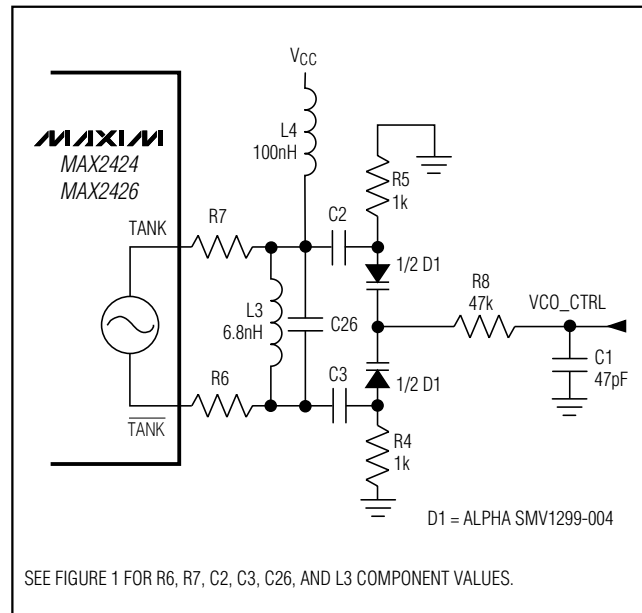 VCC
L4
100nH
MAXIM
MAX2424
MAX2426
R5
1k
TANK
R7
C2
1/2 D1
R8
47k
VCO_CTRL
L3
6.8nH
C26
C1
47pF
R6
C3
1/2 D1
TANK
R4
1k
D1 = ALPHA SMV1299-004
SEE FIGURE 1 FOR R6, R7, C2, C3, C26, AND L3 COMPONENT VALUES.